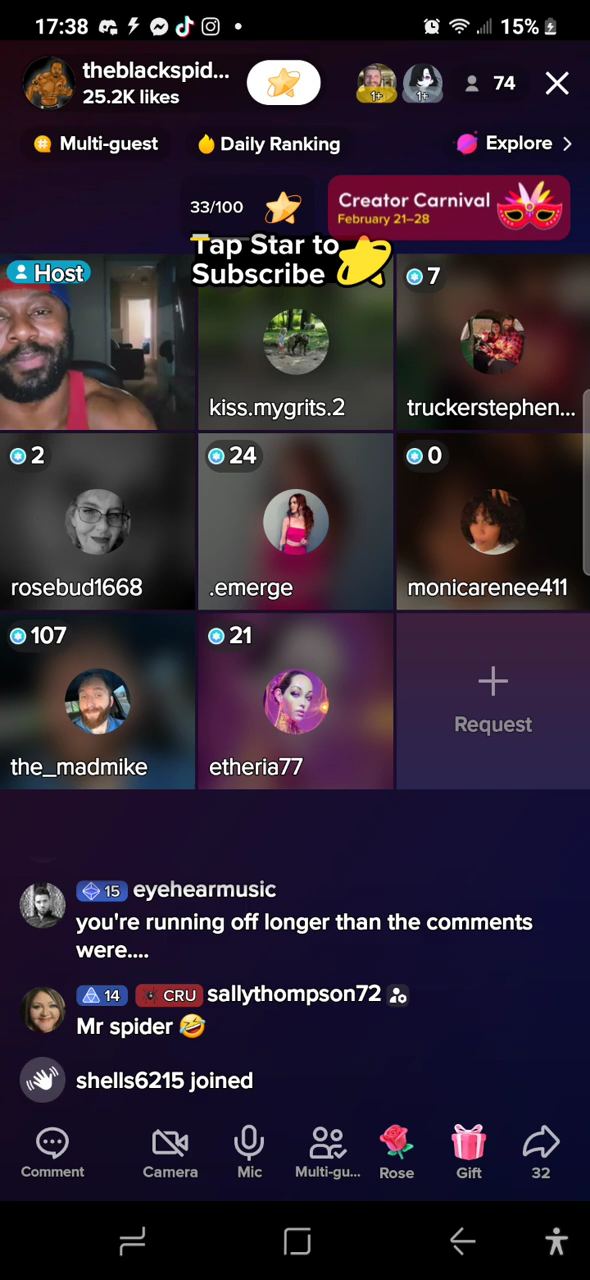 17:38
15%
theblackspid...
25.2K likes
1+
1+
74
Multi-guest
Daily Ranking
Explore >
33/100
Creator Carnival
February 21–28
Tap Star to
Subscribe
Host
kiss.mygrits.2
7
truckerstephen...
2
rosebud1668
24
.emerge
0
monicarenee411
107
the_madmike
21
etheria77
Request
15 eyehearmusic
you're running off longer than the comments
were....
14 CRU sallythompson72
Mr spider 🤣
shells6215 joined
Comment
Camera
Mic
Multi-gu...
Rose
Gift
32